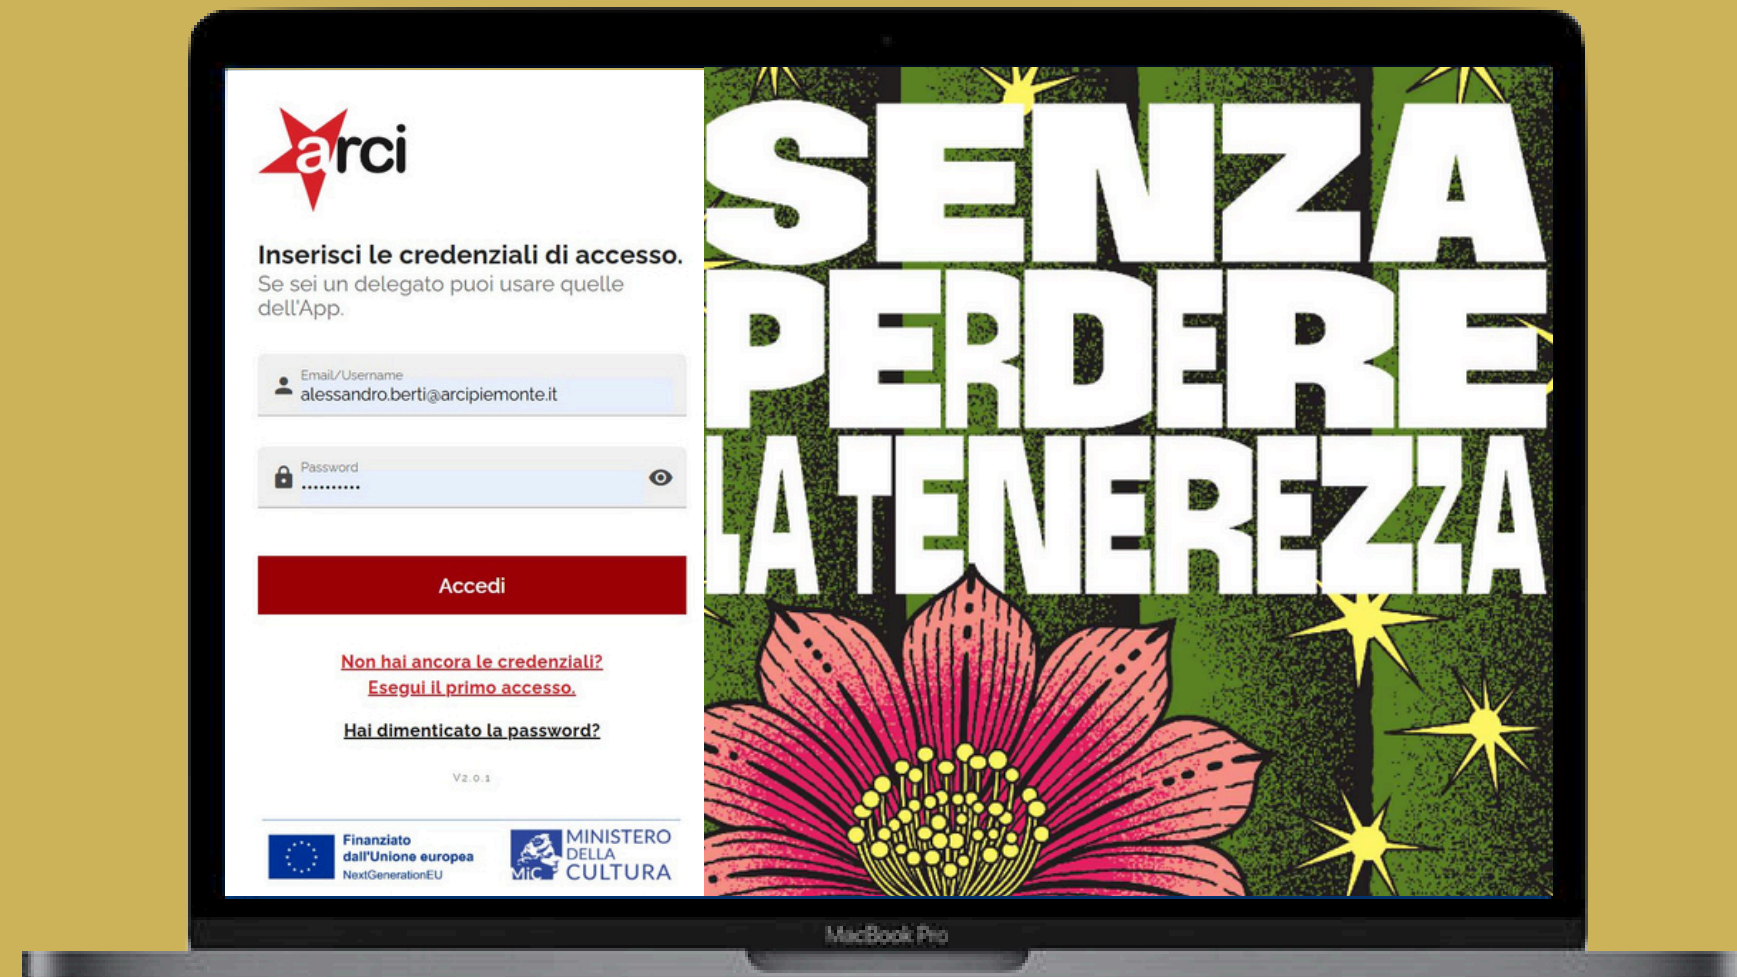 arci
Inserisci le credenziali di accesso.
Se sei un delegato puoi usare quelle
dell'App.
Email/Username
alessandro.berti@arcipiemonte.it
Password
••••••••••
Accedi
Non hai ancora le credenziali?
Esegui il primo accesso.
Hai dimenticato la password?
V2.0.1
Finanziato
dall'Unione europea
NextGenerationEU
MiC
MINISTERO
DELLA
CULTURA
SENZA
PERDERE
LA TENEREZZA
MacBook Pro